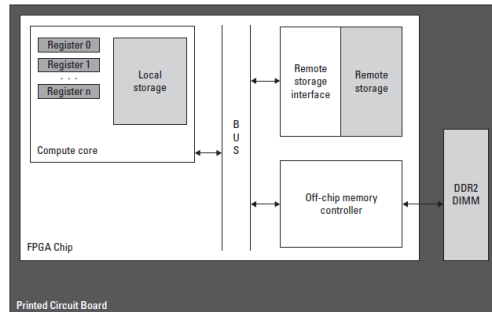 Register 0
Register 1
. . .
Register n
Local
storage
Compute core
B
U
S
Remote
storage
interface
Remote
storage
Off-chip memory
controller
DDR2
DIMM
FPGA Chip
Printed Circuit Board